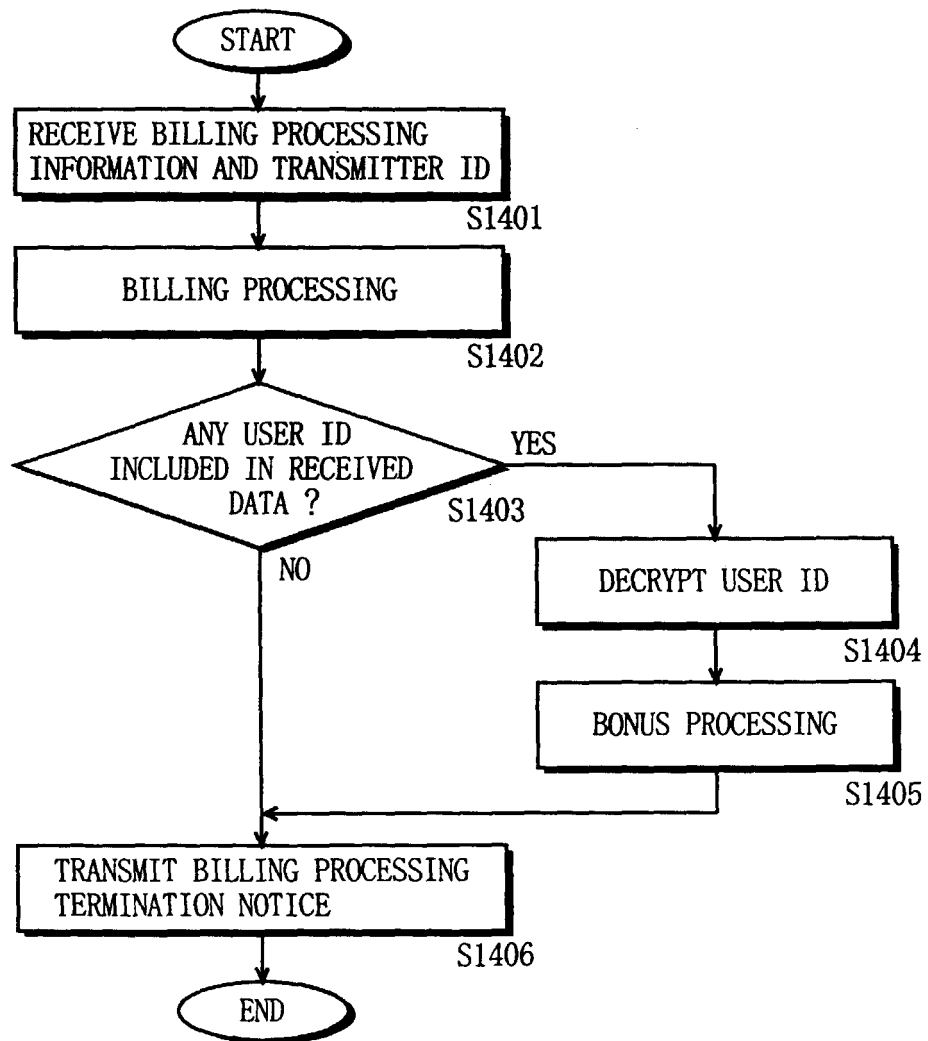 START
RECEIVE BILLING PROCESSING
INFORMATION AND TRANSMITTER ID
S1401
BILLING PROCESSING
S1402
ANY USER ID
INCLUDED IN RECEIVED
DATA ?
YES
S1403
NO
DECRYPT USER ID
S1404
BONUS PROCESSING
S1405
TRANSMIT BILLING PROCESSING
TERMINATION NOTICE
S1406
END